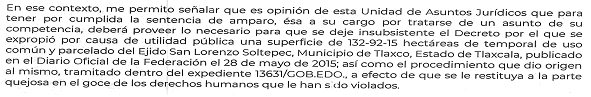 En ese contexto, me permito señalar que es opinión de esta Unidad de Asuntos Jurídicos que para
tener por cumplida la sentencia de amparo, ésa a su cargo por tratarse de un asunto de su
competencia, deberá proveer lo necesario para que se deje insubsistente el Decreto por el que se
expropió por causa de utilidad pública una superficie de 132-92-15 hectáreas de temporal de uso
común y parcelado del Ejido San Lorenzo Soltepec, Municipio de Tlaxco, Estado de Tlaxcala, publicado
en el Diario Oficial de la Federación el 28 de mayo de 2015; así como el procedimiento que dio origen
al mismo, tramitado dentro del expediente 13631/GOB.EDO., a efecto de que se le restituya a la parte
quejosa en el goce de los derechos humanos que le han sido violados.